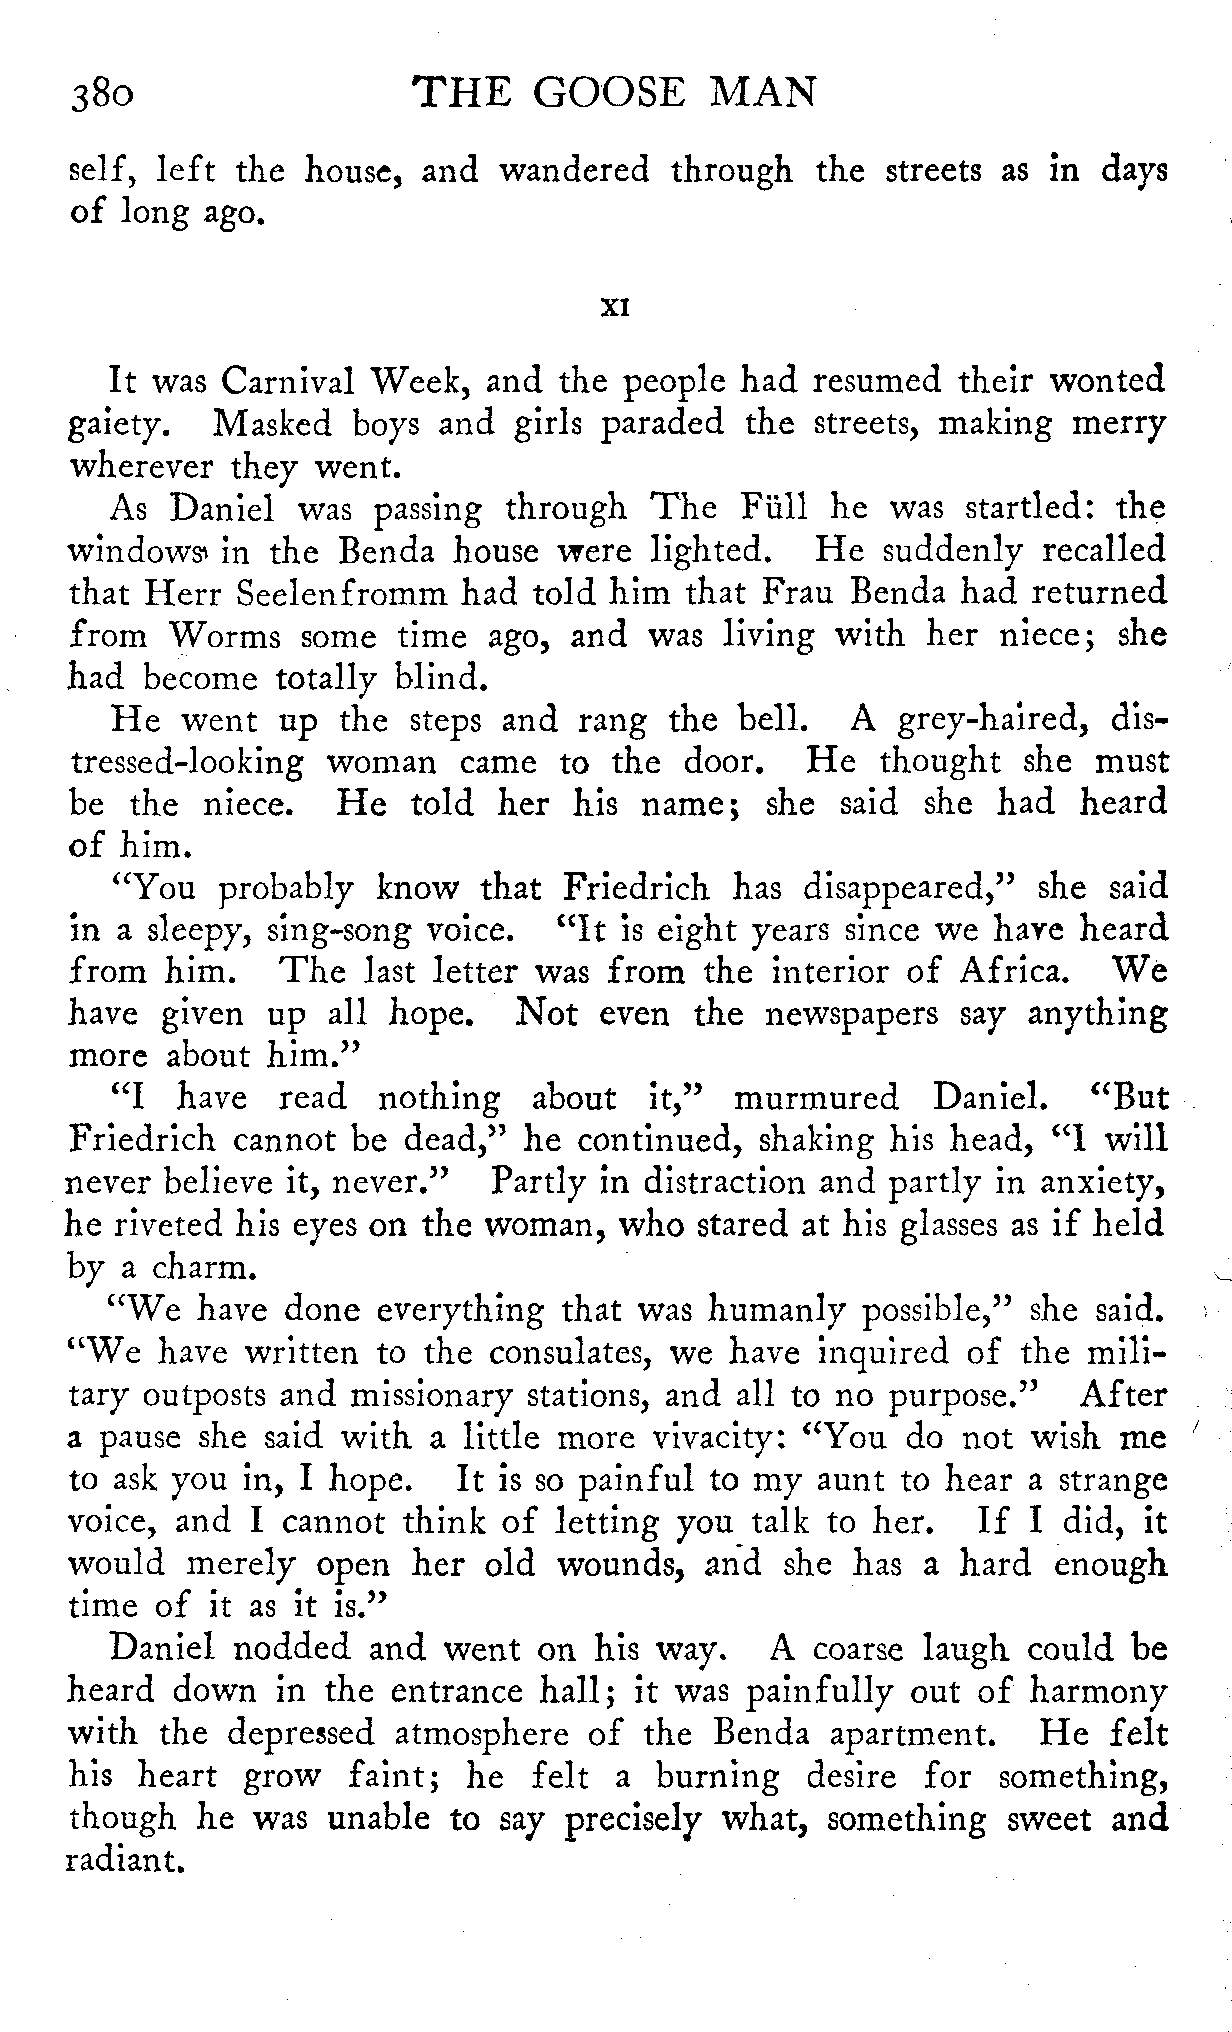 380 THE GOOSE MAN
self, left the house, and wandered through the streets as in days
of long ago.
XI
It was Carnival Week, and the people had resumed their wonted
gaiety. Masked boys and girls paraded the streets, making merry
wherever they went.
As Daniel was passing through The Füll he was startled: the
windows in the Benda house were lighted. He suddenly recalled
that Herr Seelenfromm had told him that Frau Benda had returned
from Worms some time ago, and was living with her niece; she
had become totally blind.
He went up the steps and rang the bell. A grey-haired, dis-
tressed-looking woman came to the door. He thought she must
be the niece. He told her his name; she said she had heard
of him.
“You probably know that Friedrich has disappeared,” she said
in a sleepy, sing-song voice. “It is eight years since we have heard
from him. The last letter was from the interior of Africa. We
have given up all hope. Not even the newspapers say anything
more about him.”
“I have read nothing about it,” murmured Daniel. “But
Friedrich cannot be dead,” he continued, shaking his head, “I will
never believe it, never.” Partly in distraction and partly in anxiety,
he riveted his eyes on the woman, who stared at his glasses as if held
by a charm.
“We have done everything that was humanly possible,” she said.
“We have written to the consulates, we have inquired of the mili-
tary outposts and missionary stations, and all to no purpose.” After
a pause she said with a little more vivacity: “You do not wish me
to ask you in, I hope. It is so painful to my aunt to hear a strange
voice, and I cannot think of letting you talk to her. If I did, it
would merely open her old wounds, and she has a hard enough
time of it as it is.”
Daniel nodded and went on his way. A coarse laugh could be
heard down in the entrance hall; it was painfully out of harmony
with the depressed atmosphere of the Benda apartment. He felt
his heart grow faint; he felt a burning desire for something,
though he was unable to say precisely what, something sweet and
radiant.